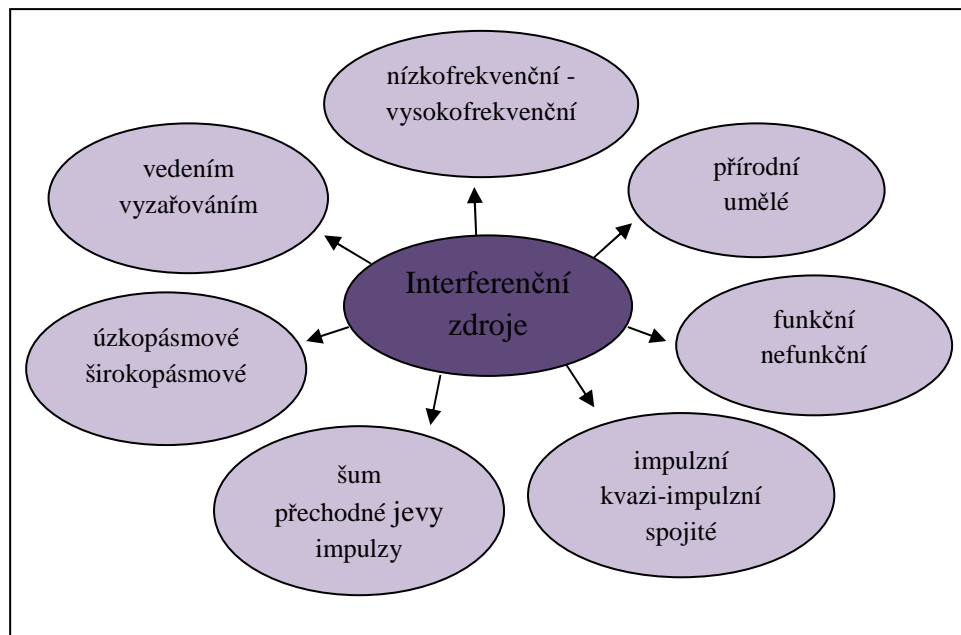 nízkofrekvenční -
vysokofrekvenční
vedením
vyzařováním
přírodní
umělé
Interferenční
zdroje
úzkopásmové
širokopásmové
funkční
nefunkční
šum
přechodné jevy
impulzy
impulzní
kvazi-impulzní
spojité